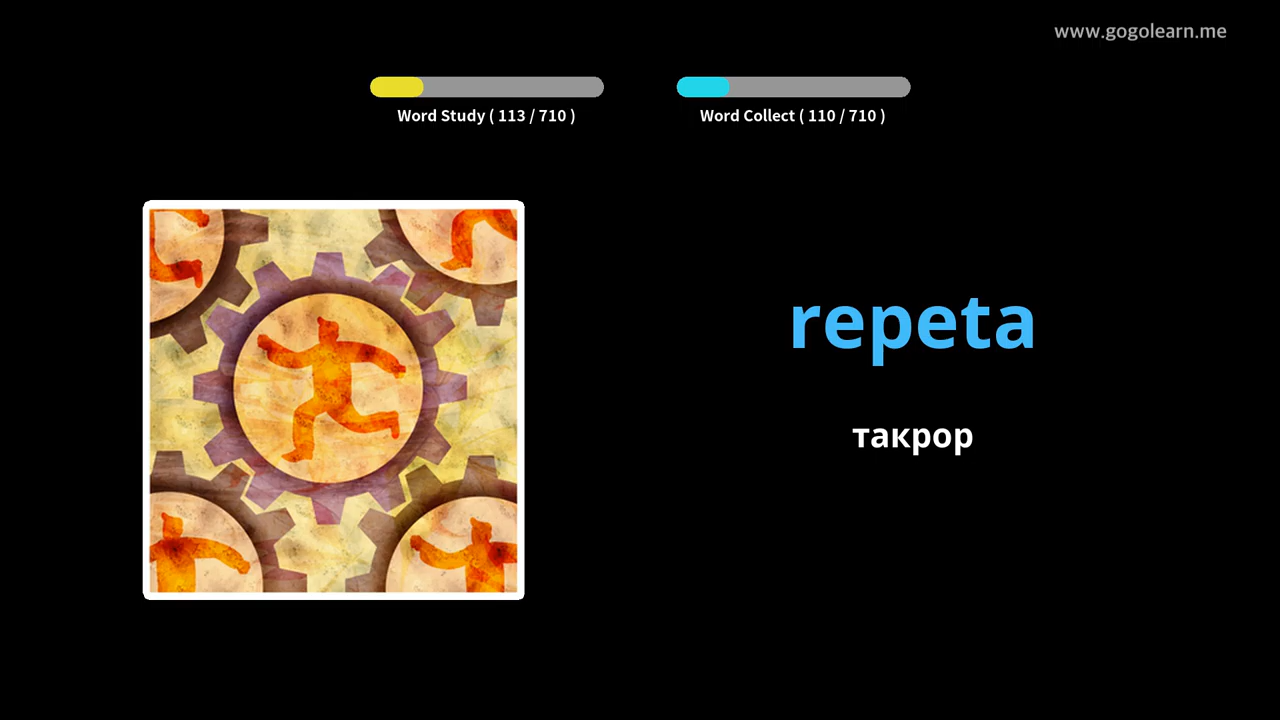 www.gogolearn.me
Word Study ( 113 / 710 )
Word Collect ( 110 / 710 )
repeta
такрор